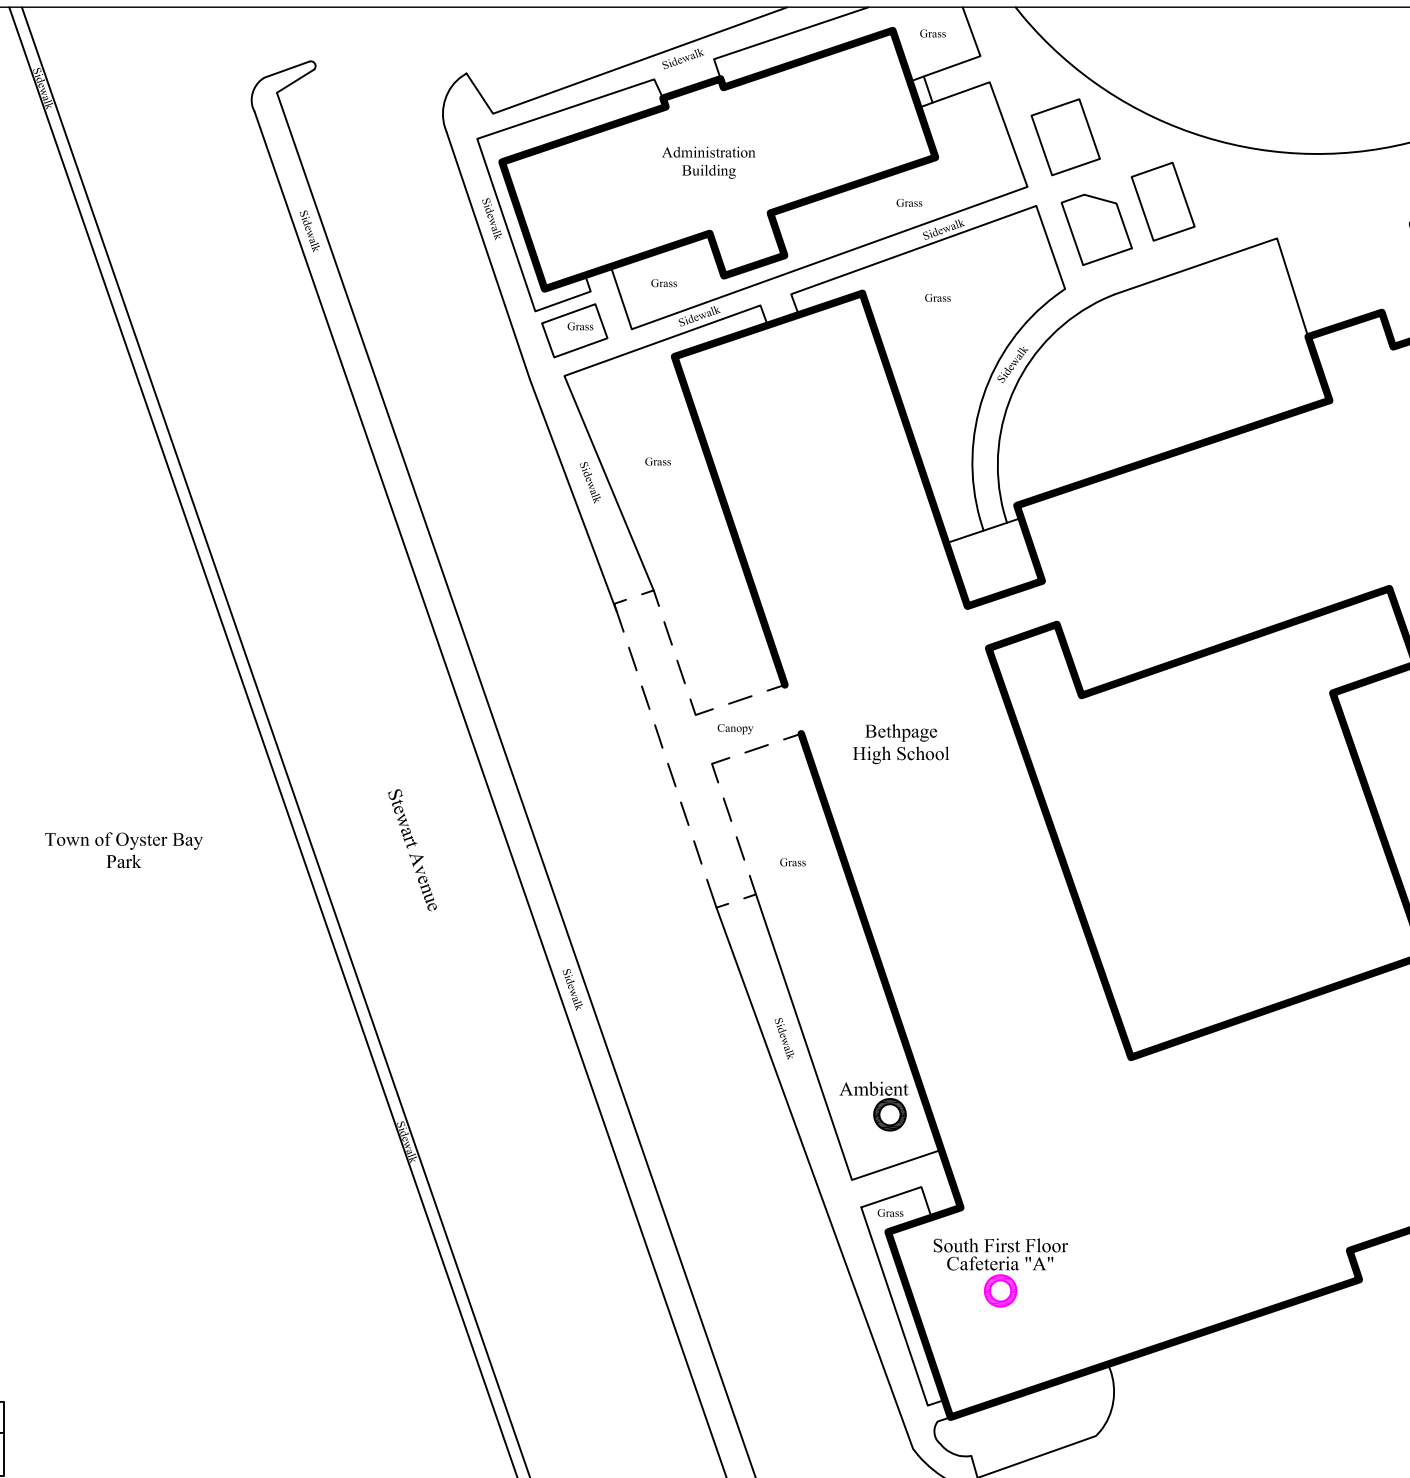 Grass
Sidewalk
Sidewalk
Administration
Building
Grass
Sidewalk
Sidewalk
Sidewalk
Grass
Grass
Sidewalk
Grass
Sidewalk
Grass
Sidewalk
Sidewalk
Canopy
Bethpage
High School
Stewart Avenue
Town of Oyster Bay
Park
Grass
Sidewalk
Sidewalk
Ambient
Sidewalk
Grass
South First Floor
Cafeteria "A"